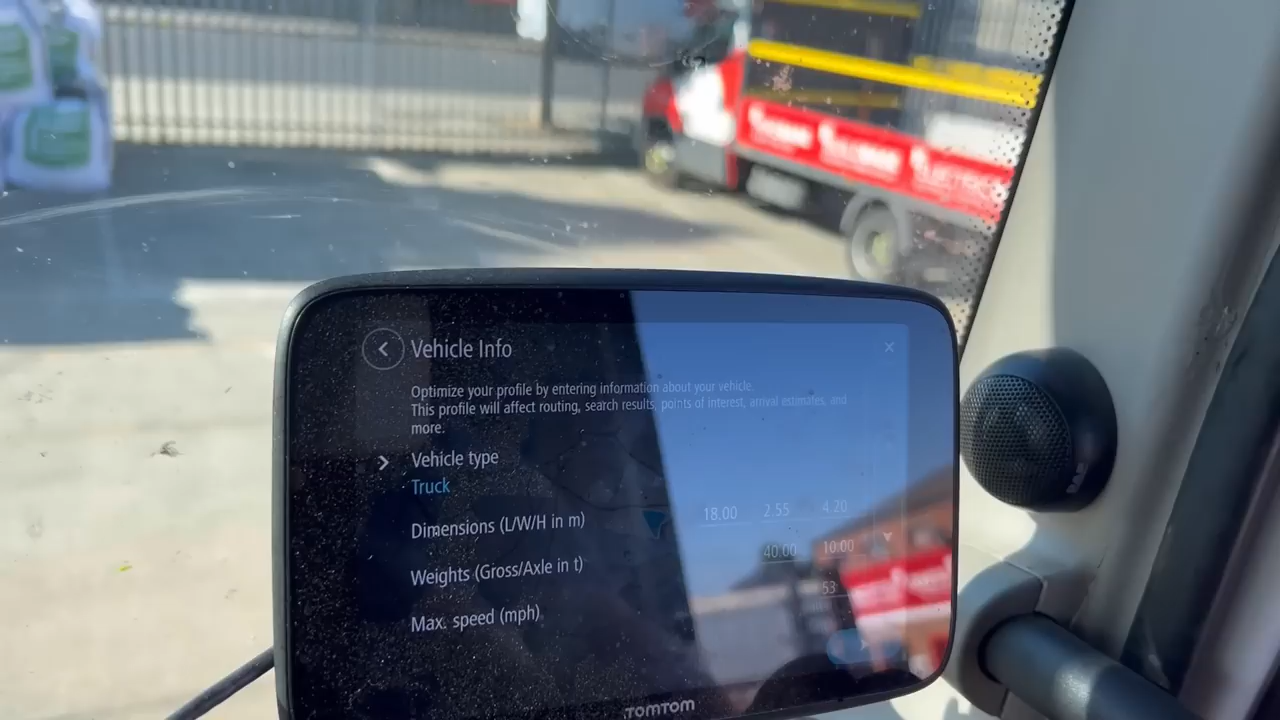 Vehicle Info
Optimize your profile by entering information about your vehicle.
This profile will affect routing, search results, points of interest, arrival estimates, and
more.
Vehicle type
Truck
Dimensions (L/W/H in m) 18.00 2.55 4.20
Weights (Gross/Axle in t) 40.00 10.00
Max. speed (mph) 53
TOMTOM